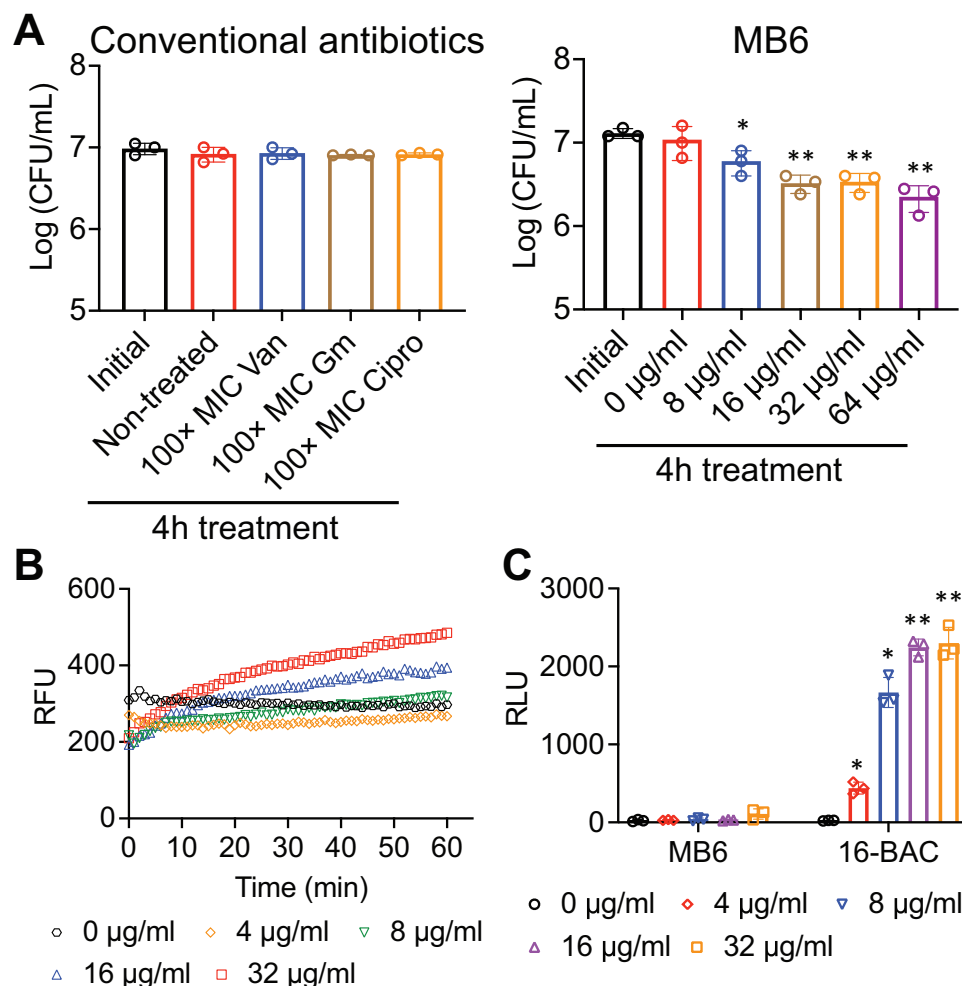 A
Conventional antibiotics
Log (CFU/mL)
8
7
6
5
Initial
Non-treated
100× MIC Van
100× MIC Gm
100× MIC Cipro
4h treatment
MB6
Log (CFU/mL)
8
7
6
5
*
**
**
**
Initial
0 µg/ml
8 µg/ml
16 µg/ml
32 µg/ml
64 µg/ml
4h treatment
B
RFU
600
400
200
0
0 10 20 30 40 50 60
Time (min)
0 µg/ml 4 µg/ml 8 µg/ml
16 µg/ml 32 µg/ml
C
RLU
3000
2000
1000
0
*
*
**
**
MB6 16-BAC
0 µg/ml 4 µg/ml 8 µg/ml
16 µg/ml 32 µg/ml